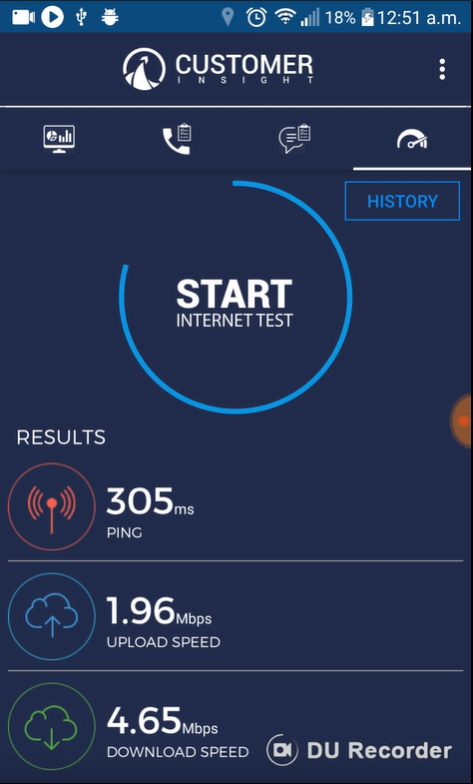 18% 12:51 a.m.
CUSTOMER
INSIGHT
HISTORY
START
INTERNET TEST
RESULTS
305ms
PING
1.96Mbps
UPLOAD SPEED
4.65Mbps
DOWNLOAD SPEED
DU Recorder